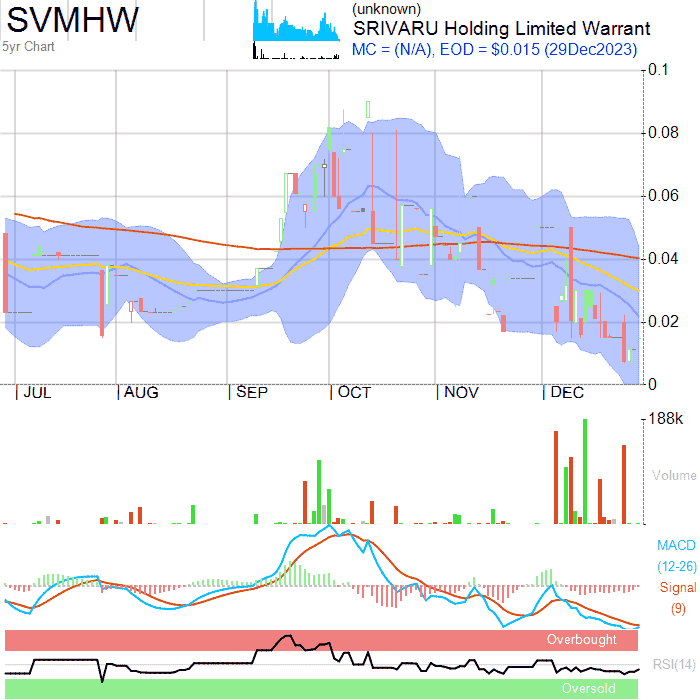 SVMHW
5yr Chart
(unknown)
SRIVARU Holding Limited Warrant
MC = (N/A), EOD = $0.015 (29Dec2023)
0.1
0.08
0.06
0.04
0.02
0
| JUL | AUG | SEP | OCT | NOV | DEC
188k
Volume
MACD
(12-26)
Signal
(9)
Overbought
RSI(14)
Oversold